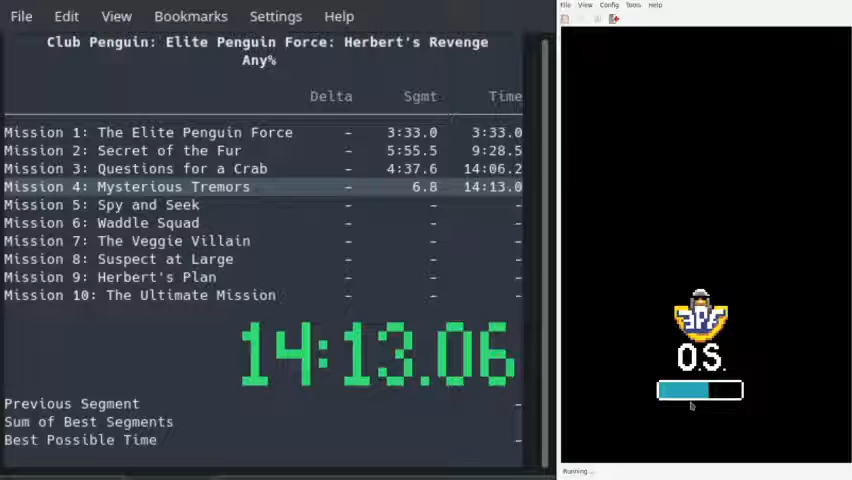 File Edit View Bookmarks Settings Help
Club Penguin: Elite Penguin Force: Herbert's Revenge
Any%
Delta Sgmt Time
Mission 1: The Elite Penguin Force - 3:33.0 3:33.0
Mission 2: Secret of the Fur - 5:55.5 9:28.5
Mission 3: Questions for a Crab - 4:37.6 14:06.2
Mission 4: Mysterious Tremors - 6.8 14:13.0
Mission 5: Spy and Seek - - -
Mission 6: Waddle Squad - - -
Mission 7: The Veggie Villain - - -
Mission 8: Suspect at Large - - -
Mission 9: Herbert's Plan - - -
Mission 10: The Ultimate Mission - - -
14:13.06
Previous Segment -
Sum of Best Segments -
Best Possible Time -
File View Config Tools Help
EPF
O.S.
Running ...